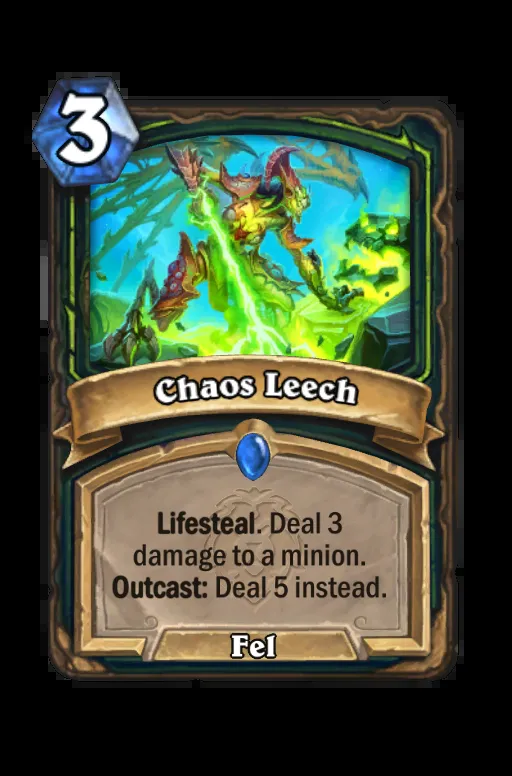 3
Chaos Leech
Lifesteal. Deal 3
damage to a minion.
Outcast: Deal 5 instead.
Fel